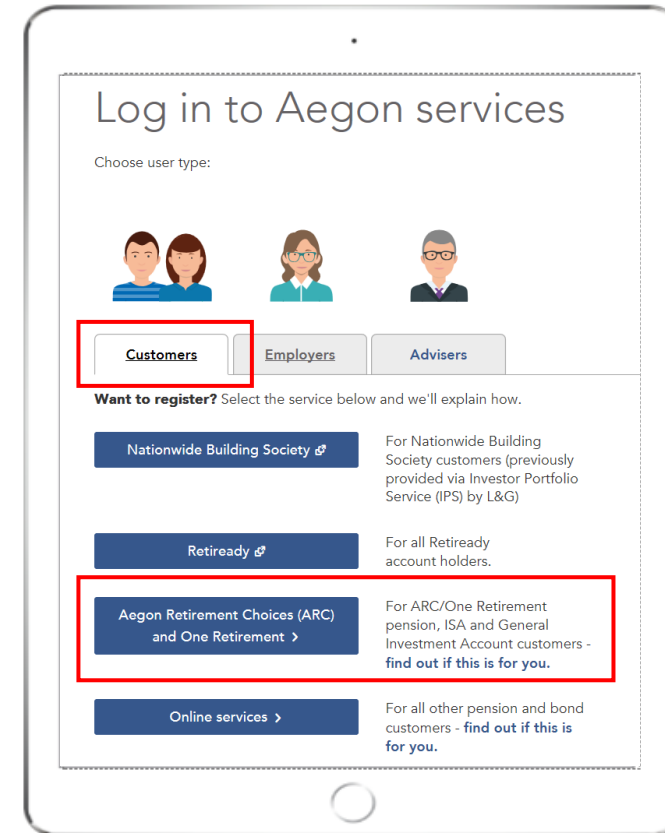 Log in to Aegon services
Choose user type:
Customers
Employers
Advisers
Want to register? Select the service below and we'll explain how.
Nationwide Building Society
For Nationwide Building
Society customers (previously
provided via Investor Portfolio
Service (IPS) by L&G)
Retiready
For all Retiready
account holders.
Aegon Retirement Choices (ARC)
and One Retirement >
For ARC/One Retirement
pension, ISA and General
Investment Account customers -
find out if this is for you.
Online services >
For all other pension and bond
customers - find out if this is
for you.